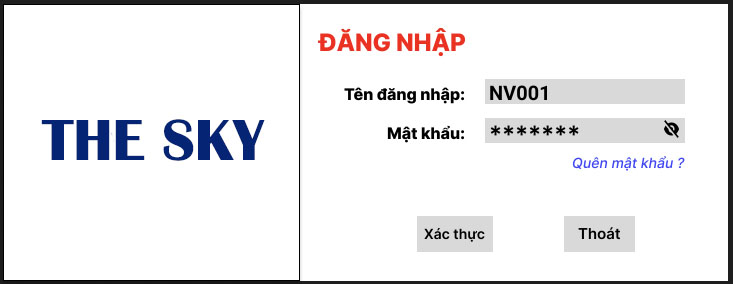 THE SKY
ĐĂNG NHẬP
Tên đăng nhập: NV001
Mật khẩu: *******
Quên mật khẩu ?
Xác thực Thoát